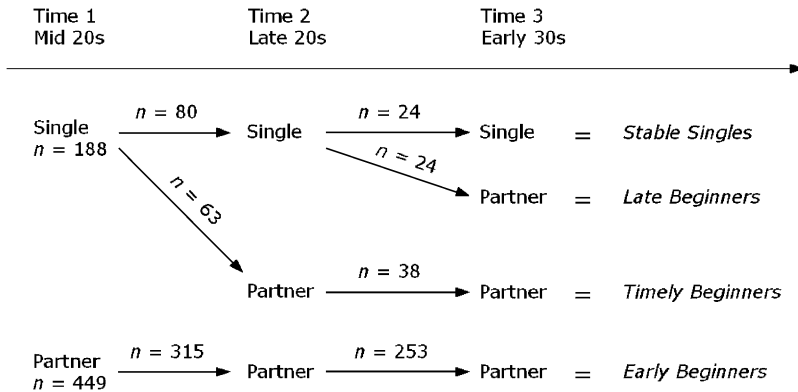 Time 1 Time 2 Time 3
Mid 20s Late 20s Early 30s
n = 80 n = 24
Single Single Single = Stable Singles
n = 188
n = 24
n = 63
Partner = Late Beginners
n = 38
Partner Partner = Timely Beginners
n = 315 n = 253
Partner Partner Partner = Early Beginners
n = 449